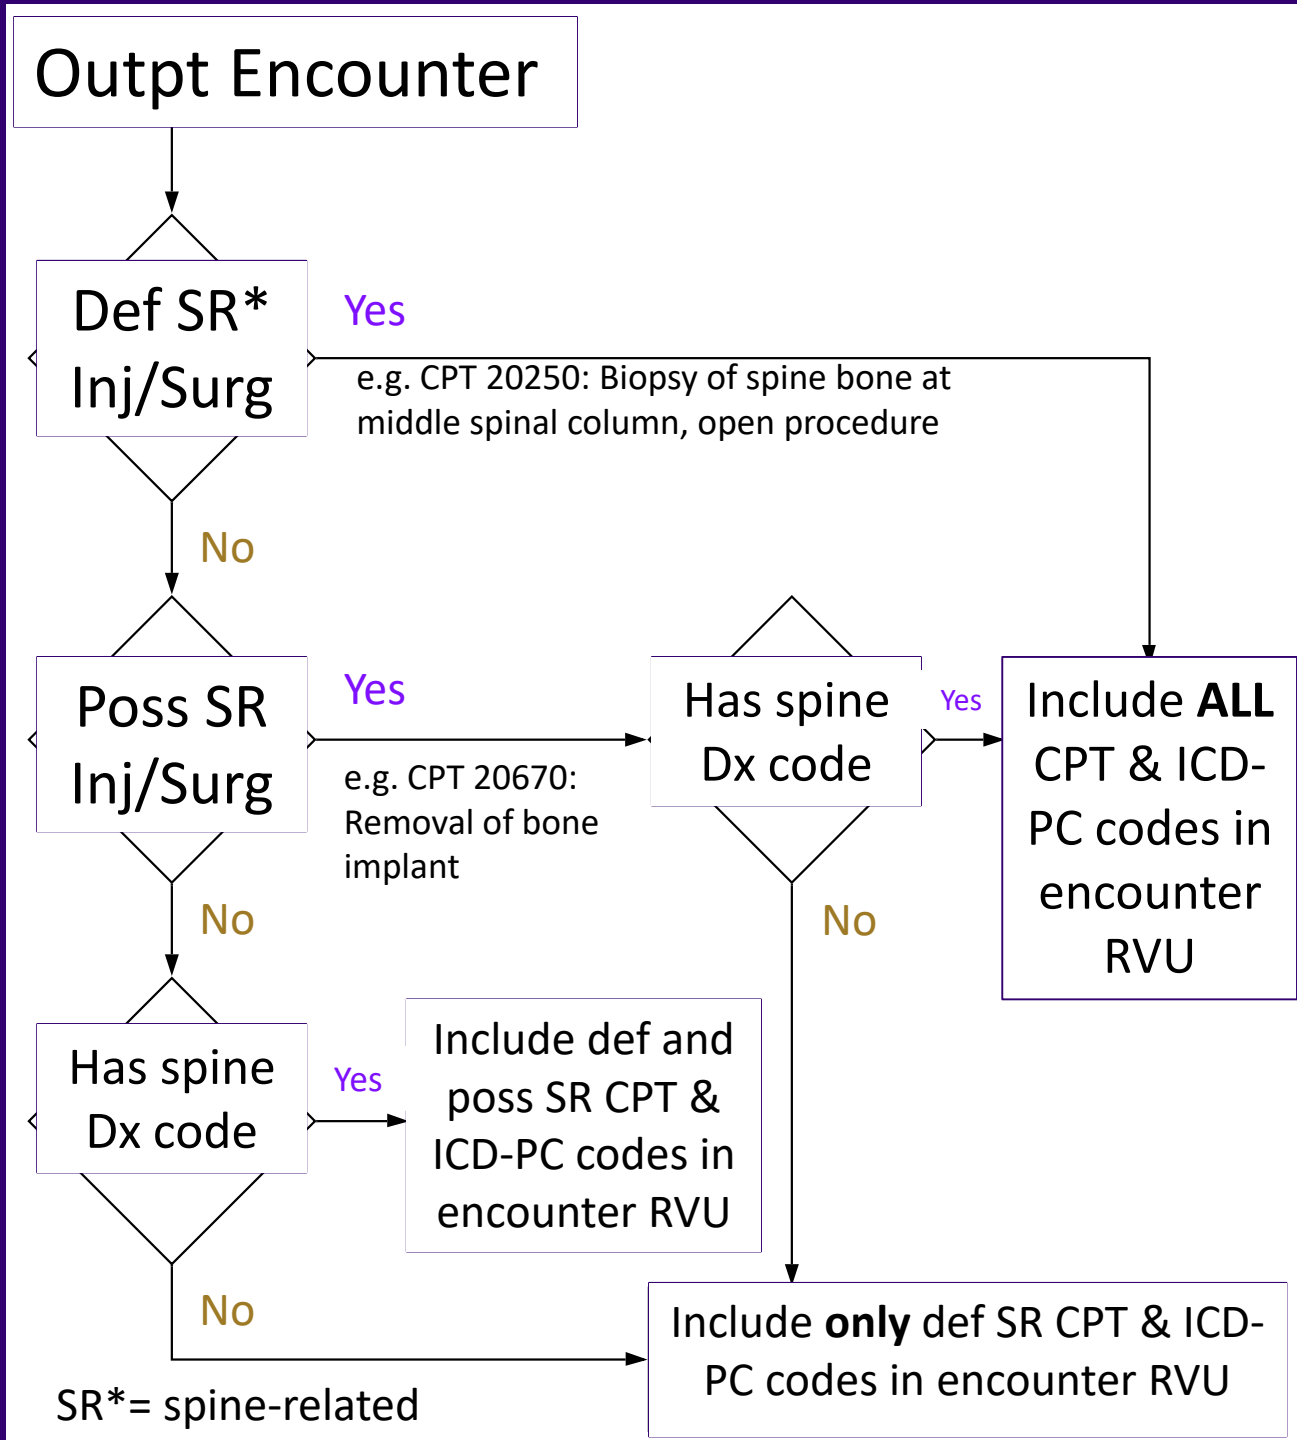 Outpt Encounter
Def SR*
Inj/Surg
Yes
e.g. CPT 20250: Biopsy of spine bone at
middle spinal column, open procedure
No
Poss SR
Inj/Surg
Yes
e.g. CPT 20670:
Removal of bone
implant
Has spine
Dx code
Yes
Include ALL
CPT & ICD-
PC codes in
encounter
RVU
No
No
Has spine
Dx code
Yes
Include def and
poss SR CPT &
ICD-PC codes in
encounter RVU
No
Include only def SR CPT & ICD-
PC codes in encounter RVU
SR*= spine-related